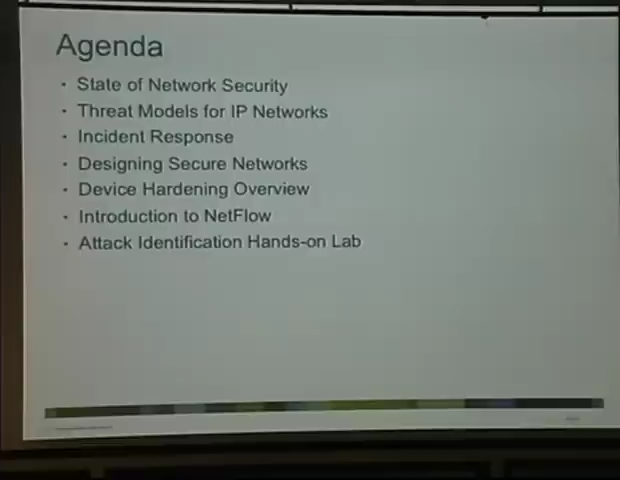 Agenda
· State of Network Security
· Threat Models for IP Networks
· Incident Response
· Designing Secure Networks
· Device Hardening Overview
· Introduction to NetFlow
· Attack Identification Hands-on Lab